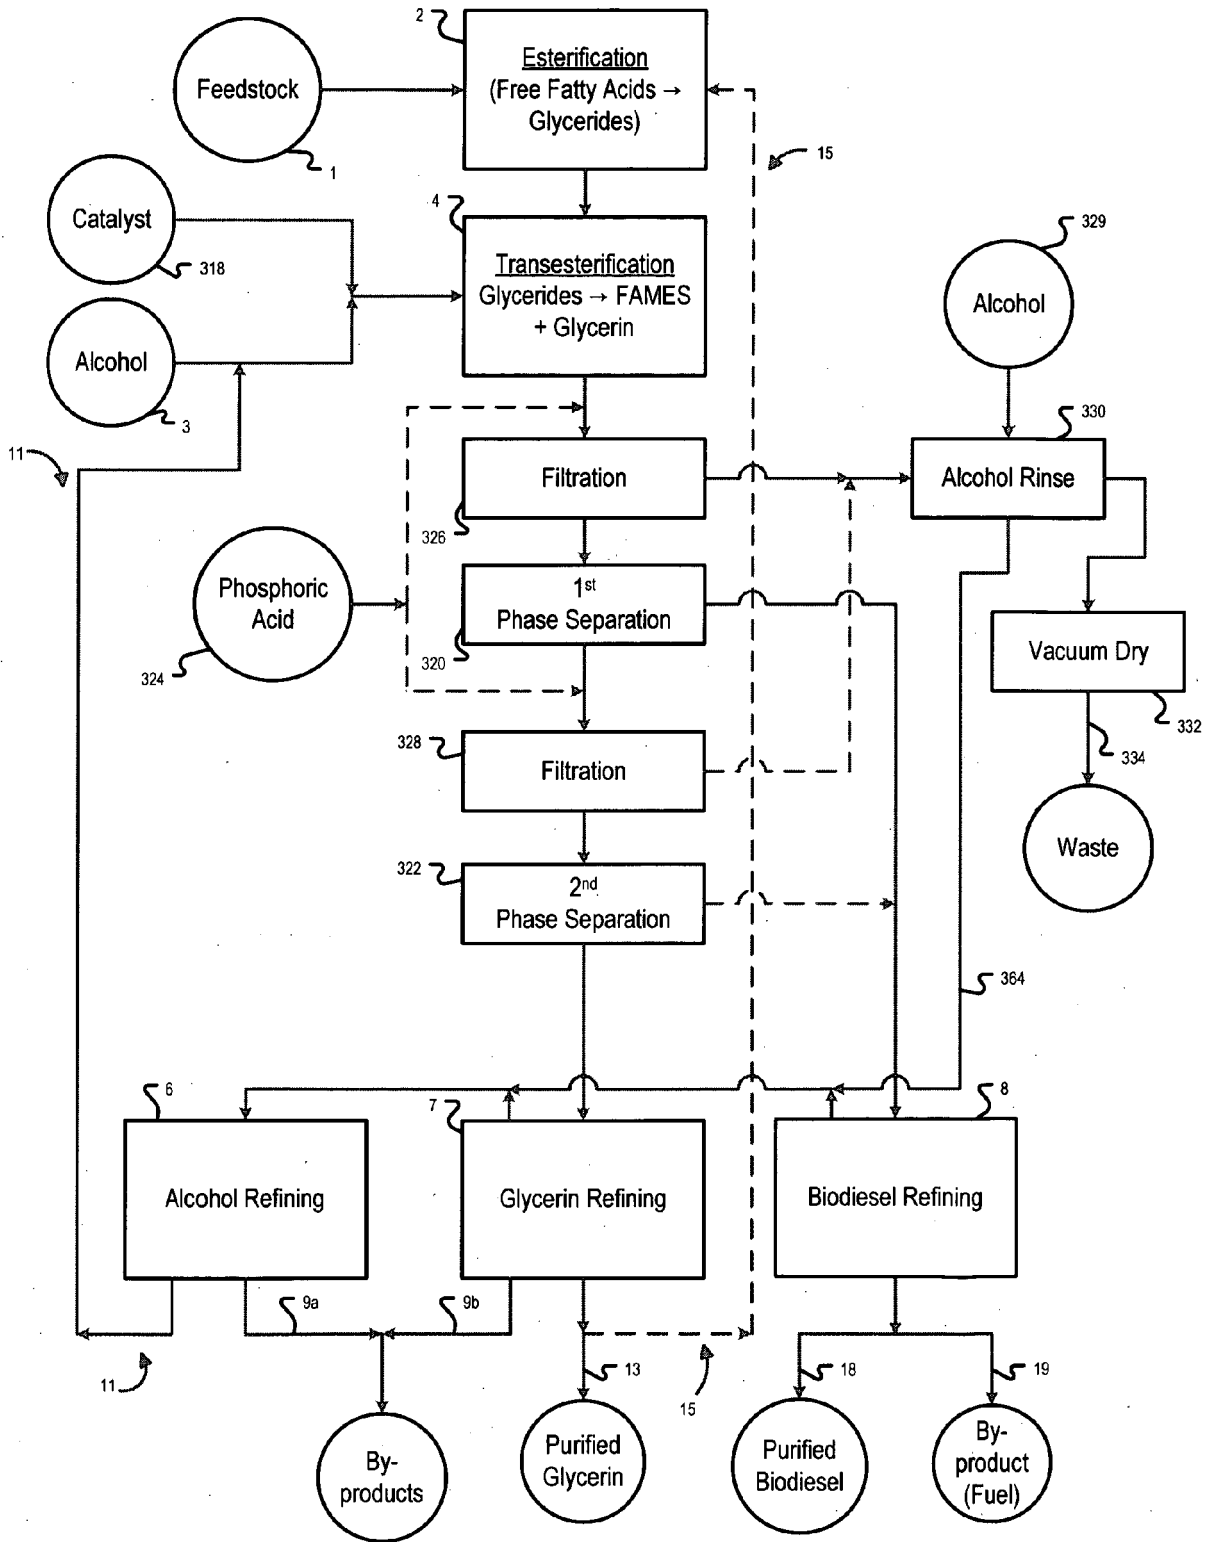 2
Esterification
(Free Fatty Acids →
Glycerides)
Feedstock
1
15
Catalyst
318
4
Transesterification
Glycerides → FAMES
+ Glycerin
329
Alcohol
Alcohol
3
11
330
Filtration
326
Alcohol Rinse
Phosphoric
Acid
324
1st
Phase Separation
320
Vacuum Dry
332
328
Filtration
334
Waste
322
2nd
Phase Separation
364
6
7
8
Alcohol Refining
Glycerin Refining
Biodiesel Refining
9a
9b
11
13
15
18
19
By-
products
Purified
Glycerin
Purified
Biodiesel
By-
product
(Fuel)